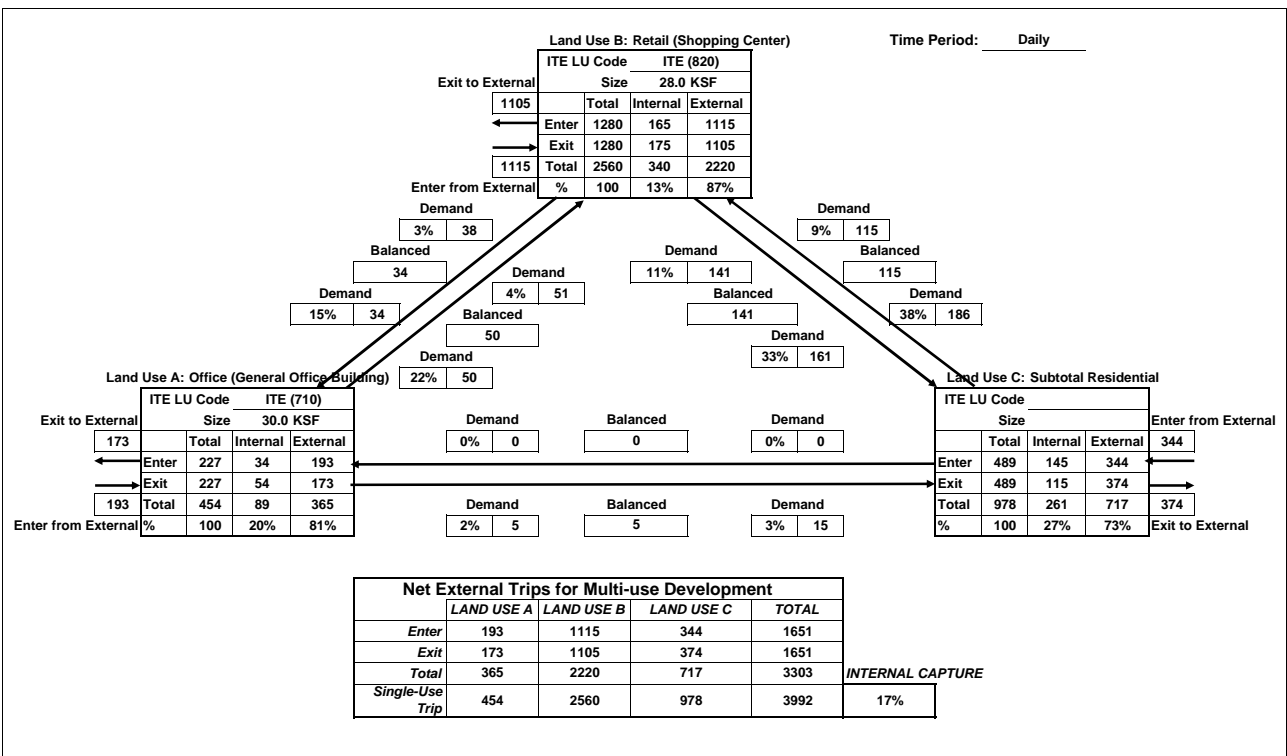 Land Use B: Retail (Shopping Center)
Time Period: Daily
ITE LU Code ITE (820)
Exit to External Size 28.0 KSF
1105 Total Internal External
Enter 1280 165 1115
Exit 1280 175 1105
1115 Total 2560 340 2220
Enter from External % 100 13% 87%
Demand Demand
3% 38 9% 115
Balanced Demand Balanced
34 Demand 11% 141 115
Demand 4% 51 Balanced Demand
15% 34 Balanced 141 38% 186
50 Demand
Demand 33% 161
Land Use A: Office (General Office Building) 22% 50 Land Use C: Subtotal Residential
ITE LU Code ITE (710) ITE LU Code
Exit to External Size 30.0 KSF Demand Balanced Demand Size Enter from External
173 Total Internal External 0% 0 0 0% 0 Total Internal External 344
Enter 227 34 193 Enter 489 145 344
Exit 227 54 173 Exit 489 115 374
193 Total 454 89 365 Demand Balanced Demand Total 978 261 717 374
Enter from External % 100 20% 81% 2% 5 5 3% 15 % 100 27% 73% Exit to External
Net External Trips for Multi-use Development
LAND USE A LAND USE B LAND USE C TOTAL
Enter 193 1115 344 1651
Exit 173 1105 374 1651
Total 365 2220 717 3303 INTERNAL CAPTURE
Single-Use
Trip 454 2560 978 3992 17%